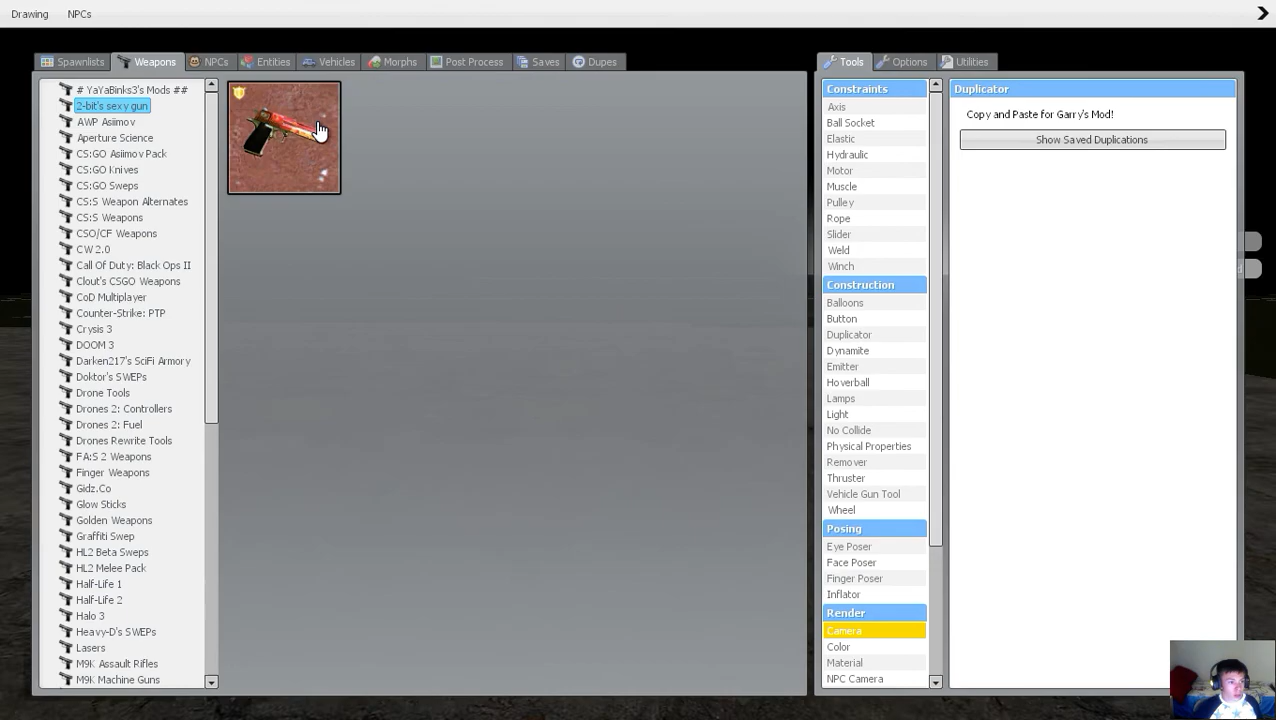 Drawing NPCs
Spawnlists Weapons NPCs Entities Vehicles Morphs Post Process Saves Dupes
# YaYaBinks3's Mods ##
2-bit's sexy gun
AWP Asiimov
Aperture Science
CS:GO Asiimov Pack
CS:GO Knives
CS:GO Sweps
CS:S Weapon Alternates
CS:S Weapons
CSO/CF Weapons
CW 2.0
Call Of Duty: Black Ops II
Clout's CSGO Weapons
CoD Multiplayer
Counter-Strike: PTP
Crysis 3
DOOM 3
Darken217's SciFi Armory
Doktor's SWEPs
Drone Tools
Drones 2: Controllers
Drones 2: Fuel
Drones Rewrite Tools
FA:S 2 Weapons
Finger Weapons
Gidz.Co
Glow Sticks
Golden Weapons
Graffiti Swep
HL2 Beta Sweps
HL2 Melee Pack
Half-Life 1
Half-Life 2
Halo 3
Heavy-D's SWEPs
Lasers
M9K Assault Rifles
M9K Machine Guns
Tools Options Utilities
Constraints
Axis
Ball Socket
Elastic
Hydraulic
Motor
Muscle
Pulley
Rope
Slider
Weld
Winch
Construction
Balloons
Button
Duplicator
Dynamite
Emitter
Hoverball
Lamps
Light
No Collide
Physical Properties
Remover
Thruster
Vehicle Gun Tool
Wheel
Posing
Eye Poser
Face Poser
Finger Poser
Inflator
Render
Camera
Color
Material
NPC Camera
Duplicator
Copy and Paste for Garry's Mod!
Show Saved Duplications
d